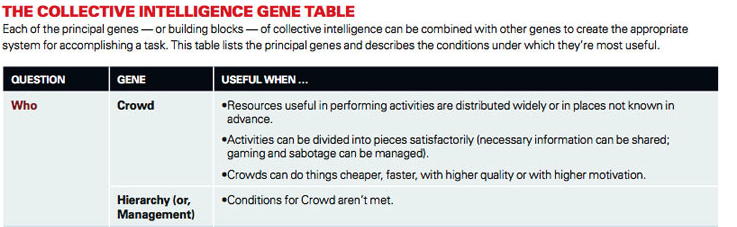 THE COLLECTIVE INTELLIGENCE GENE TABLE
Each of the principal genes — or building blocks — of collective intelligence can be combined with other genes to create the appropriate
system for accomplishing a task. This table lists the principal genes and describes the conditions under which they're most useful.
QUESTION GENE USEFUL WHEN ...
Who Crowd •Resources useful in performing activities are distributed widely or in places not known in
advance.
•Activities can be divided into pieces satisfactorily (necessary information can be shared;
gaming and sabotage can be managed).
•Crowds can do things cheaper, faster, with higher quality or with higher motivation.
Hierarchy (or, •Conditions for Crowd aren't met.
Management)